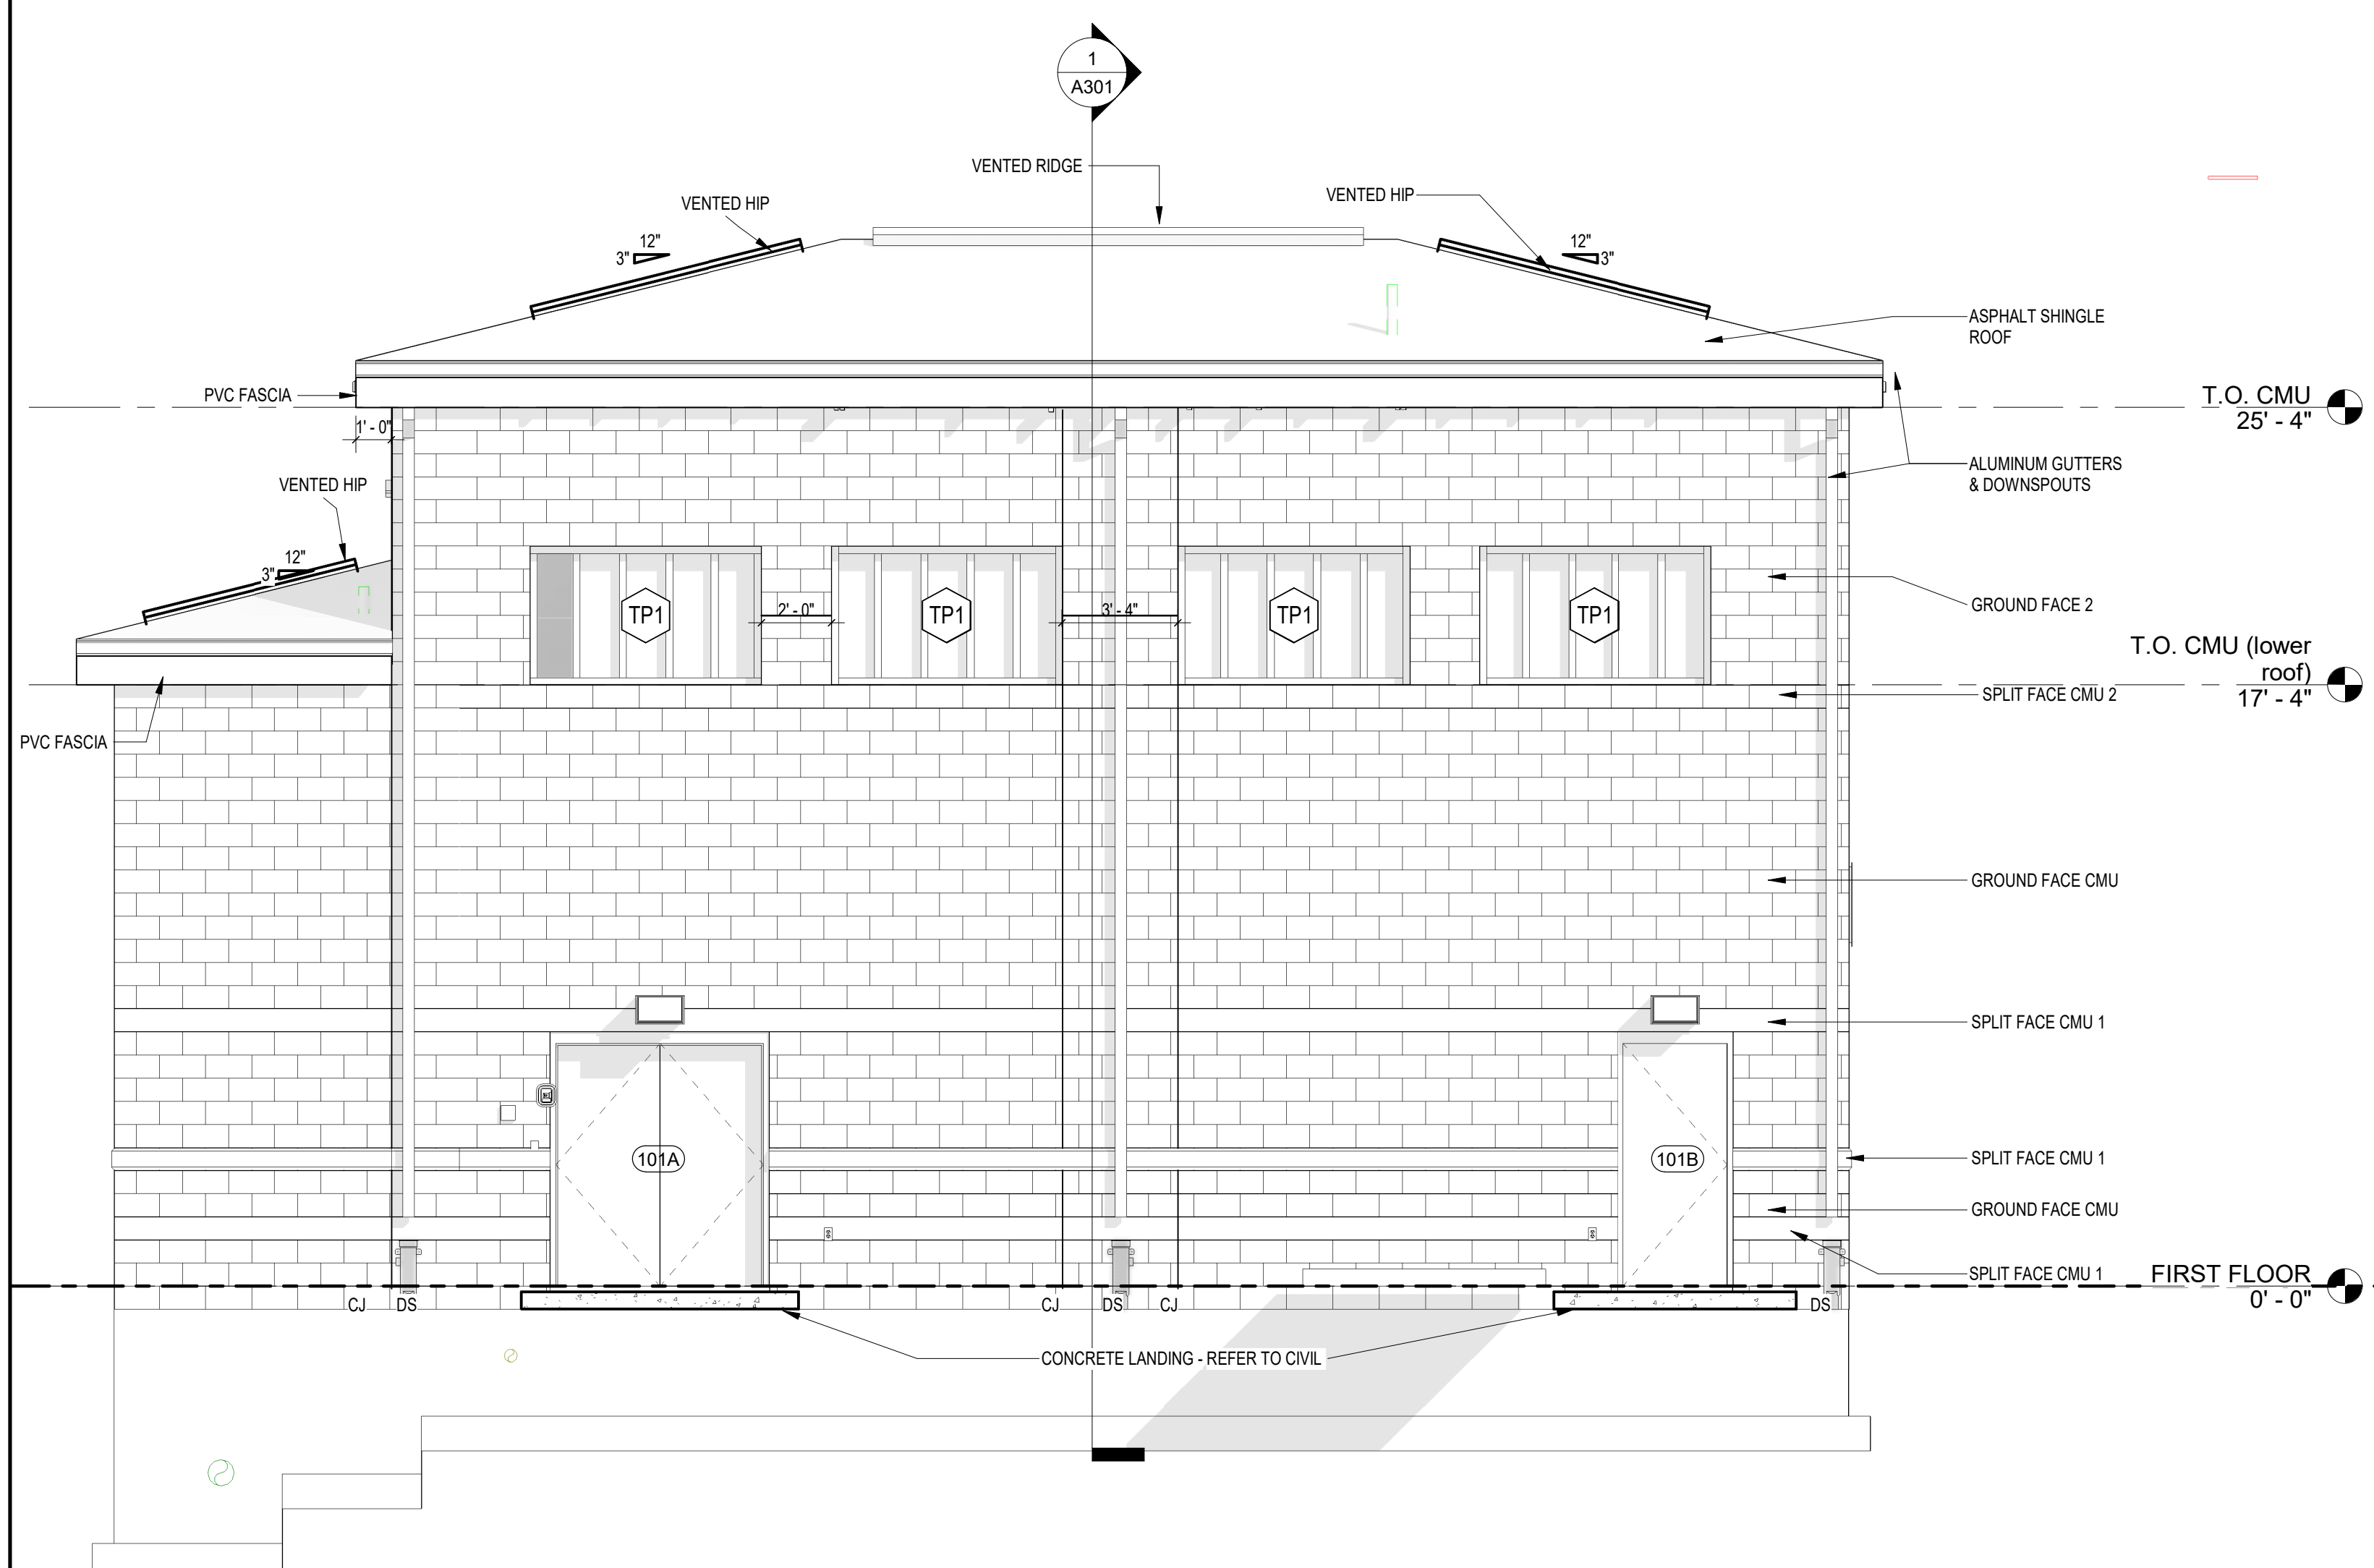 1
A301
VENTED RIDGE
VENTED HIP
VENTED HIP
12"
3"
12"
3"
ASPHALT SHINGLE
ROOF
PVC FASCIA
T.O. CMU
25' - 4"
1' - 0"
ALUMINUM GUTTERS
& DOWNSPOUTS
VENTED HIP
12"
3"
TP1
2' - 0"
TP1
3' - 4"
TP1
TP1
GROUND FACE 2
T.O. CMU (lower
roof)
17' - 4"
SPLIT FACE CMU 2
PVC FASCIA
GROUND FACE CMU
SPLIT FACE CMU 1
101A
101B
SPLIT FACE CMU 1
GROUND FACE CMU
SPLIT FACE CMU 1
FIRST FLOOR
0' - 0"
CJ
DS
CJ
DS
CJ
DS
CONCRETE LANDING - REFER TO CIVIL